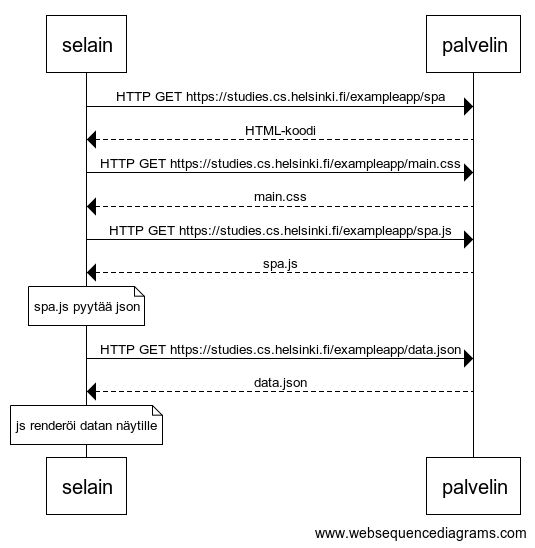 selain palvelin
HTTP GET https://studies.cs.helsinki.fi/exampleapp/spa
HTML-koodi
HTTP GET https://studies.cs.helsinki.fi/exampleapp/main.css
main.css
HTTP GET https://studies.cs.helsinki.fi/exampleapp/spa.js
spa.js
spa.js pyytää json
HTTP GET https://studies.cs.helsinki.fi/exampleapp/data.json
data.json
js renderöi datan näytille
selain palvelin
www.websequencediagrams.com